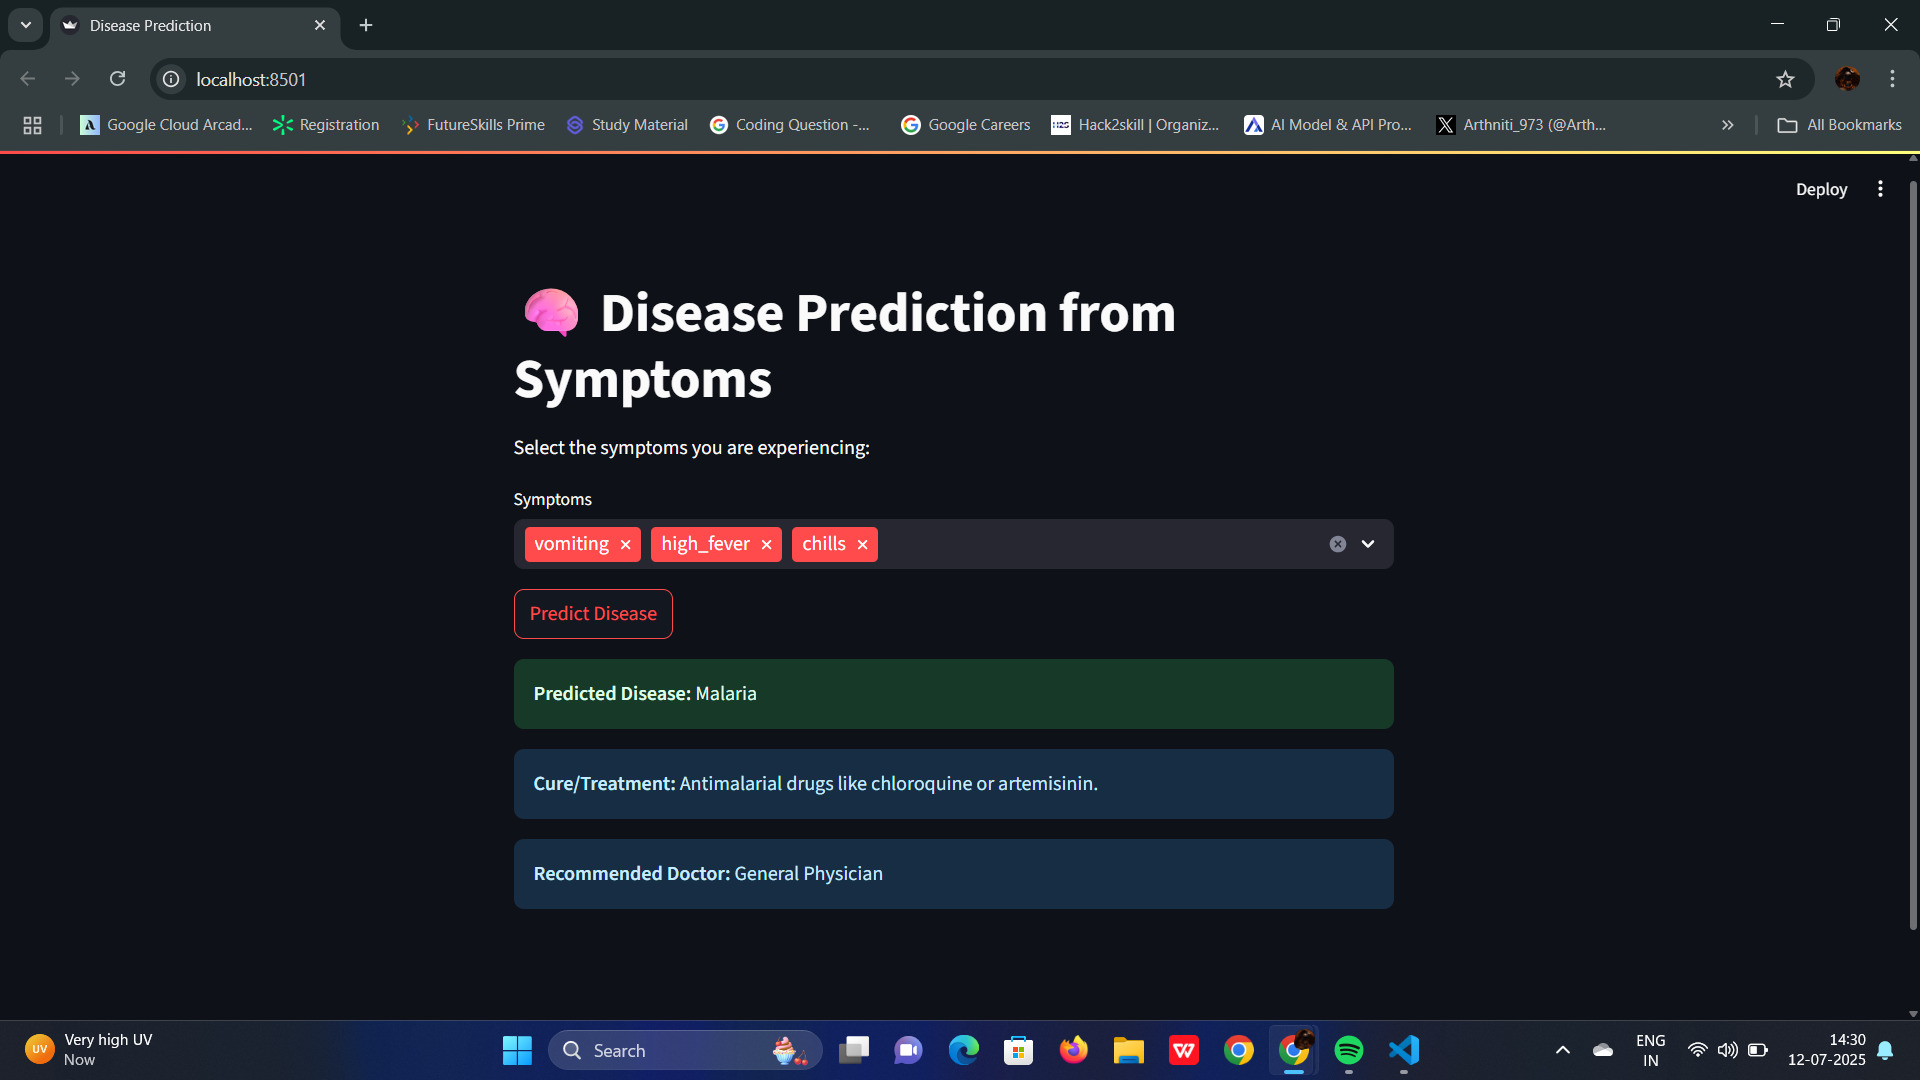 Disease Prediction
localhost:8501
Google Cloud Arcad...
Registration
FutureSkills Prime
Study Material
Coding Question -...
Google Careers
H2S
Hack2skill | Organiz...
AI Model & API Pro...
Arthniti_973 (@Arth...
All Bookmarks
Deploy
Disease Prediction from
Symptoms
Select the symptoms you are experiencing:
Symptoms
vomiting
high_fever
chills
Predict Disease
Predicted Disease: Malaria
Cure/Treatment: Antimalarial drugs like chloroquine or artemisinin.
Recommended Doctor: General Physician
UV
Very high UV
Now
Search
ENG
IN
14:30
12-07-2025